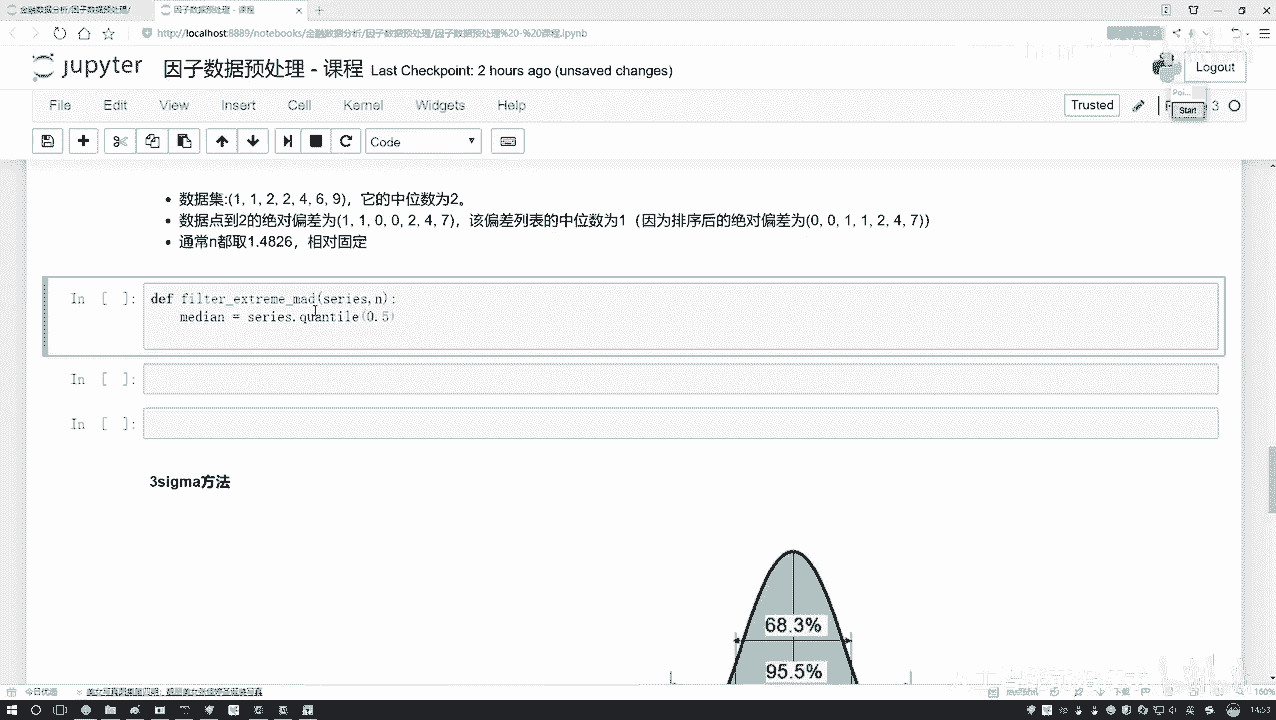 金融数据分析/因子数据预处理/
因子数据预处理 - 课程
http://localhost:8889/notebooks/金融数据分析/因子数据预处理/因子数据预处理%20-%20课程.ipynb
jupyter 因子数据预处理 - 课程 Last Checkpoint: 2 hours ago (unsaved changes)
Logout
File Edit View Insert Cell Kernel Widgets Help
Trusted
3
Start
Code
数据集:(1, 1, 2, 2, 4, 6, 9)，它的中位数为2。
数据点到2的绝对偏差为(1, 1, 0, 0, 2, 4, 7)，该偏差列表的中位数为1（因为排序后的绝对偏差为(0, 0, 1, 1, 2, 4, 7)）
通常n都取1.4826，相对固定
In [ ]:
def filter_extreme_mad(series,n):
median = series.quantile(0.5)
In [ ]:
In [ ]:
3sigma方法
68.3%
95.5%
今日优选
下载
160%